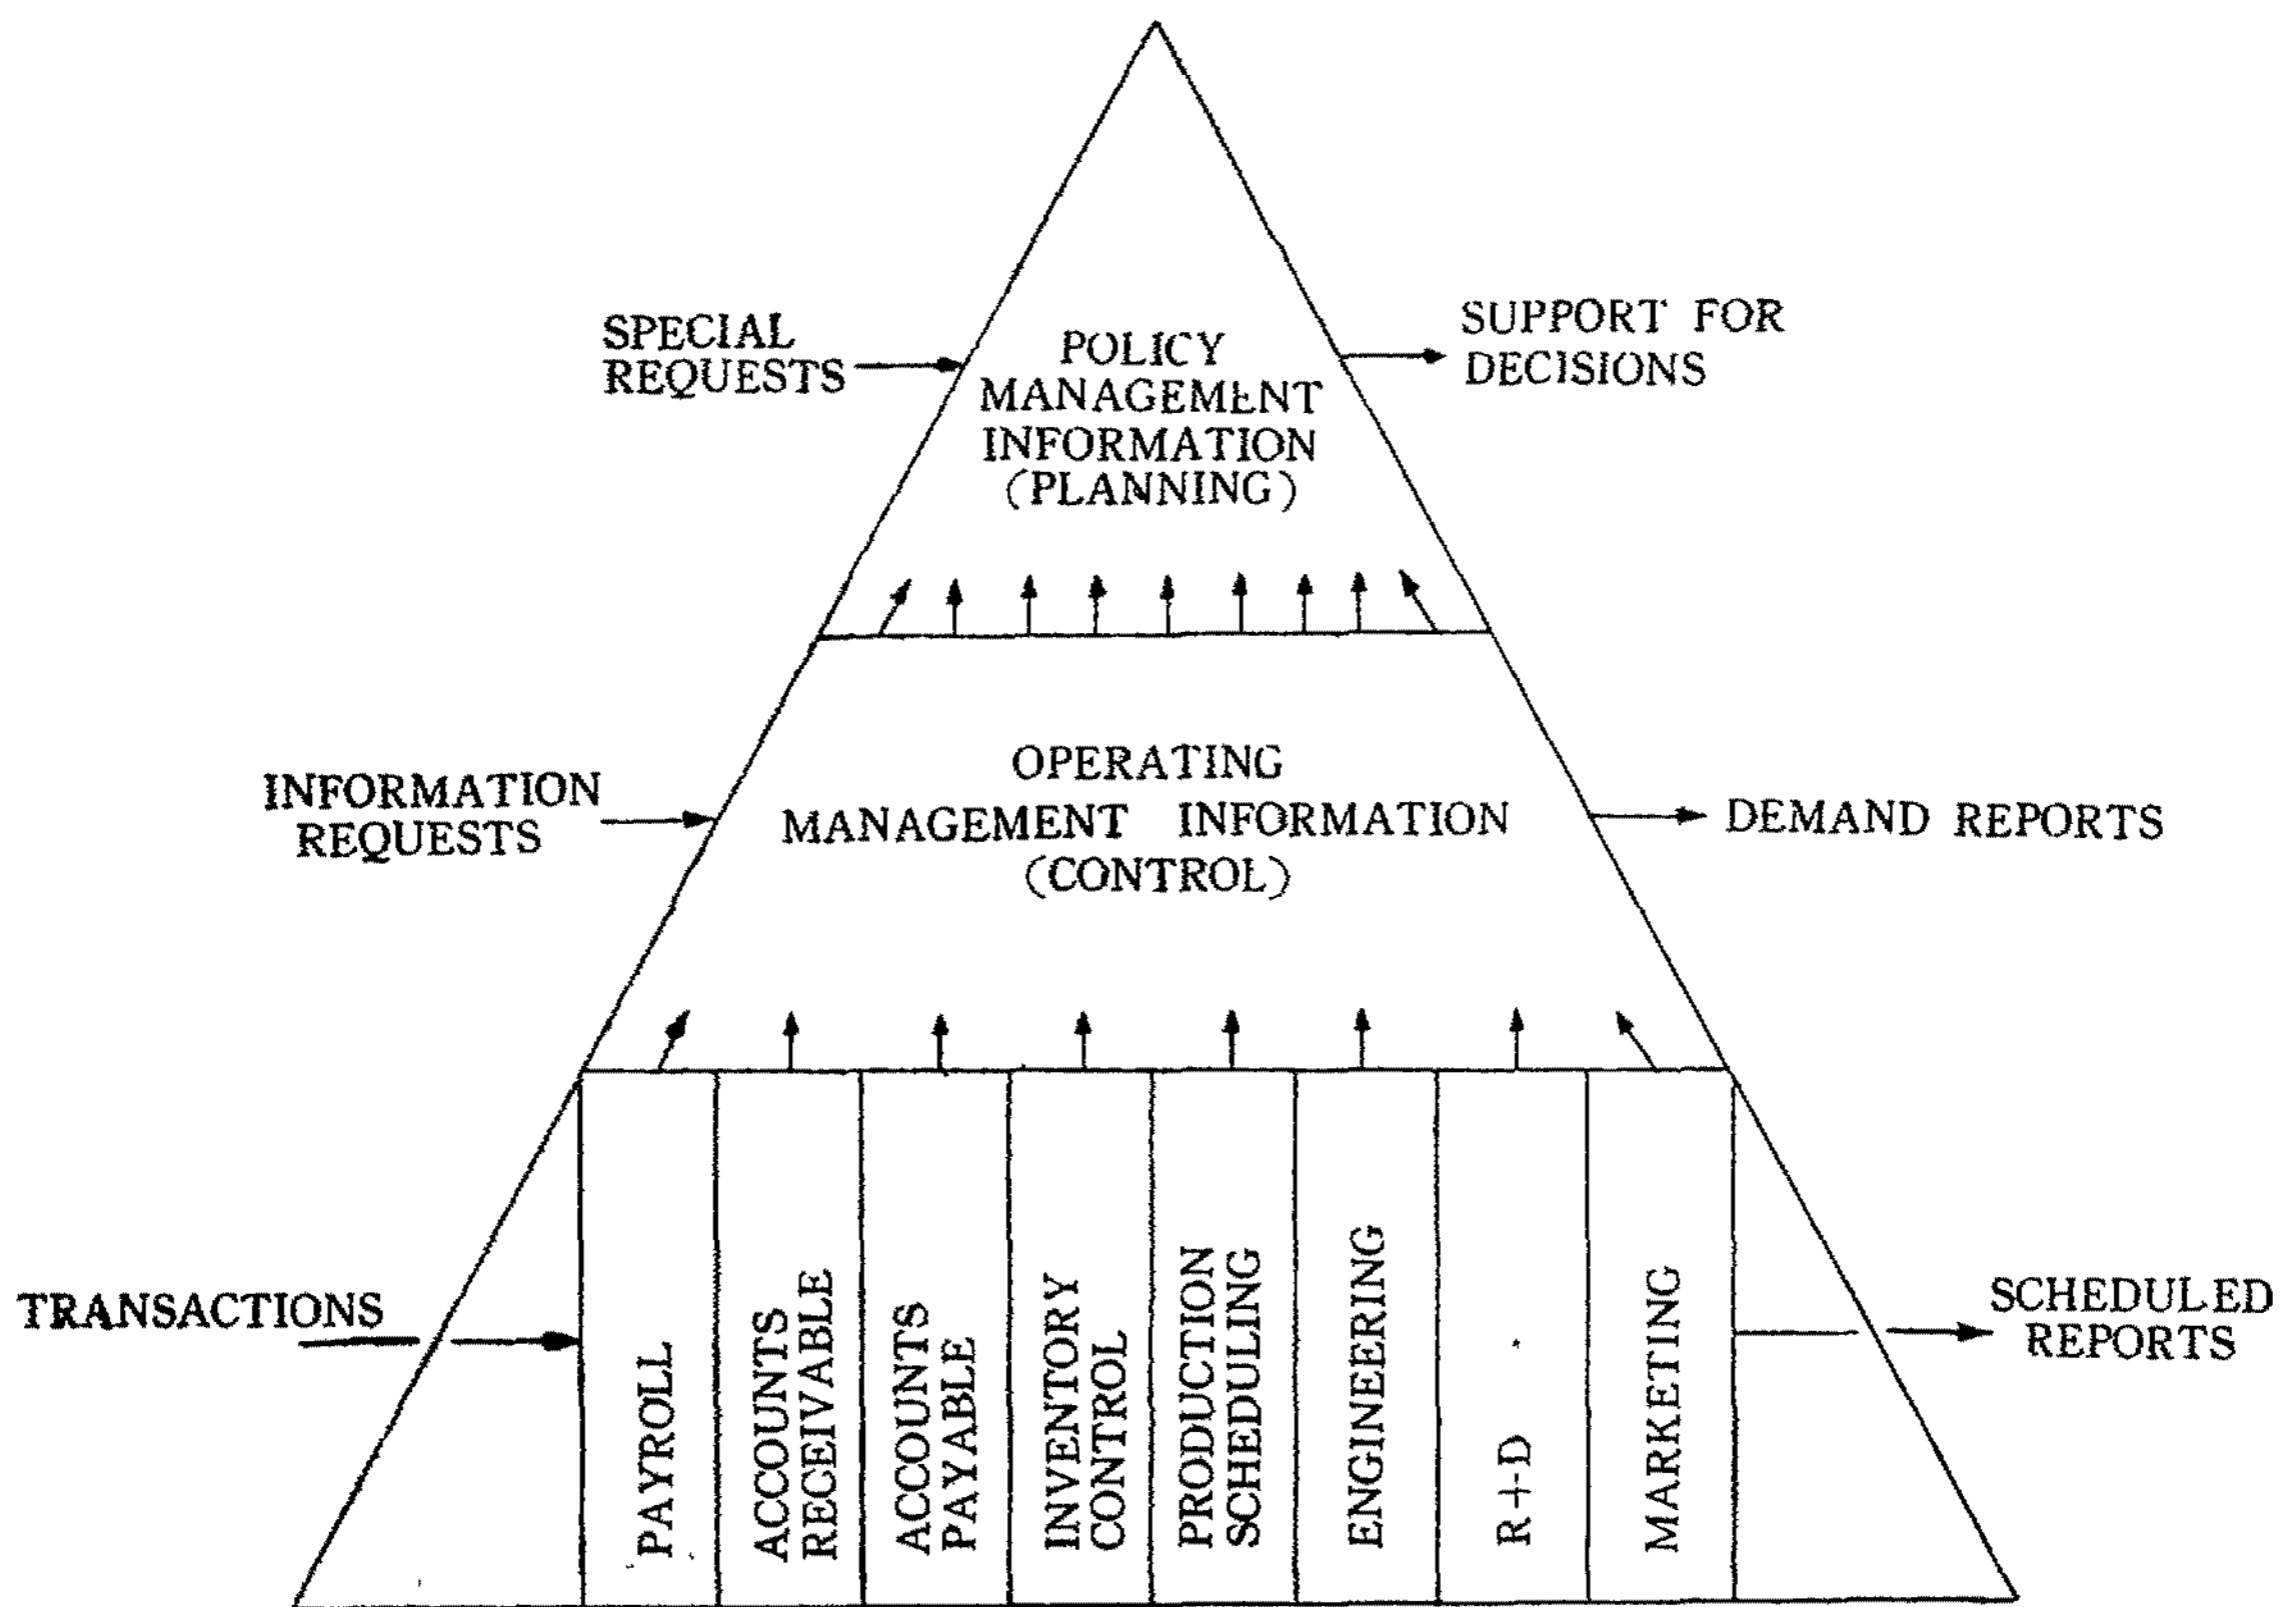 SPECIAL
REQUESTS
POLICY
MANAGEMENT
INFORMATION
(PLANNING)
SUPPORT FOR
DECISIONS
INFORMATION
REQUESTS
OPERATING
MANAGEMENT INFORMATION
(CONTROL)
DEMAND REPORTS
TRANSACTIONS
PAYROLL
ACCOUNTS
RECEIVABLE
ACCOUNTS
PAYABLE
INVENTORY
CONTROL
PRODUCTION
SCHEDULING
ENGINEERING
R+D
MARKETING
SCHEDULED
REPORTS